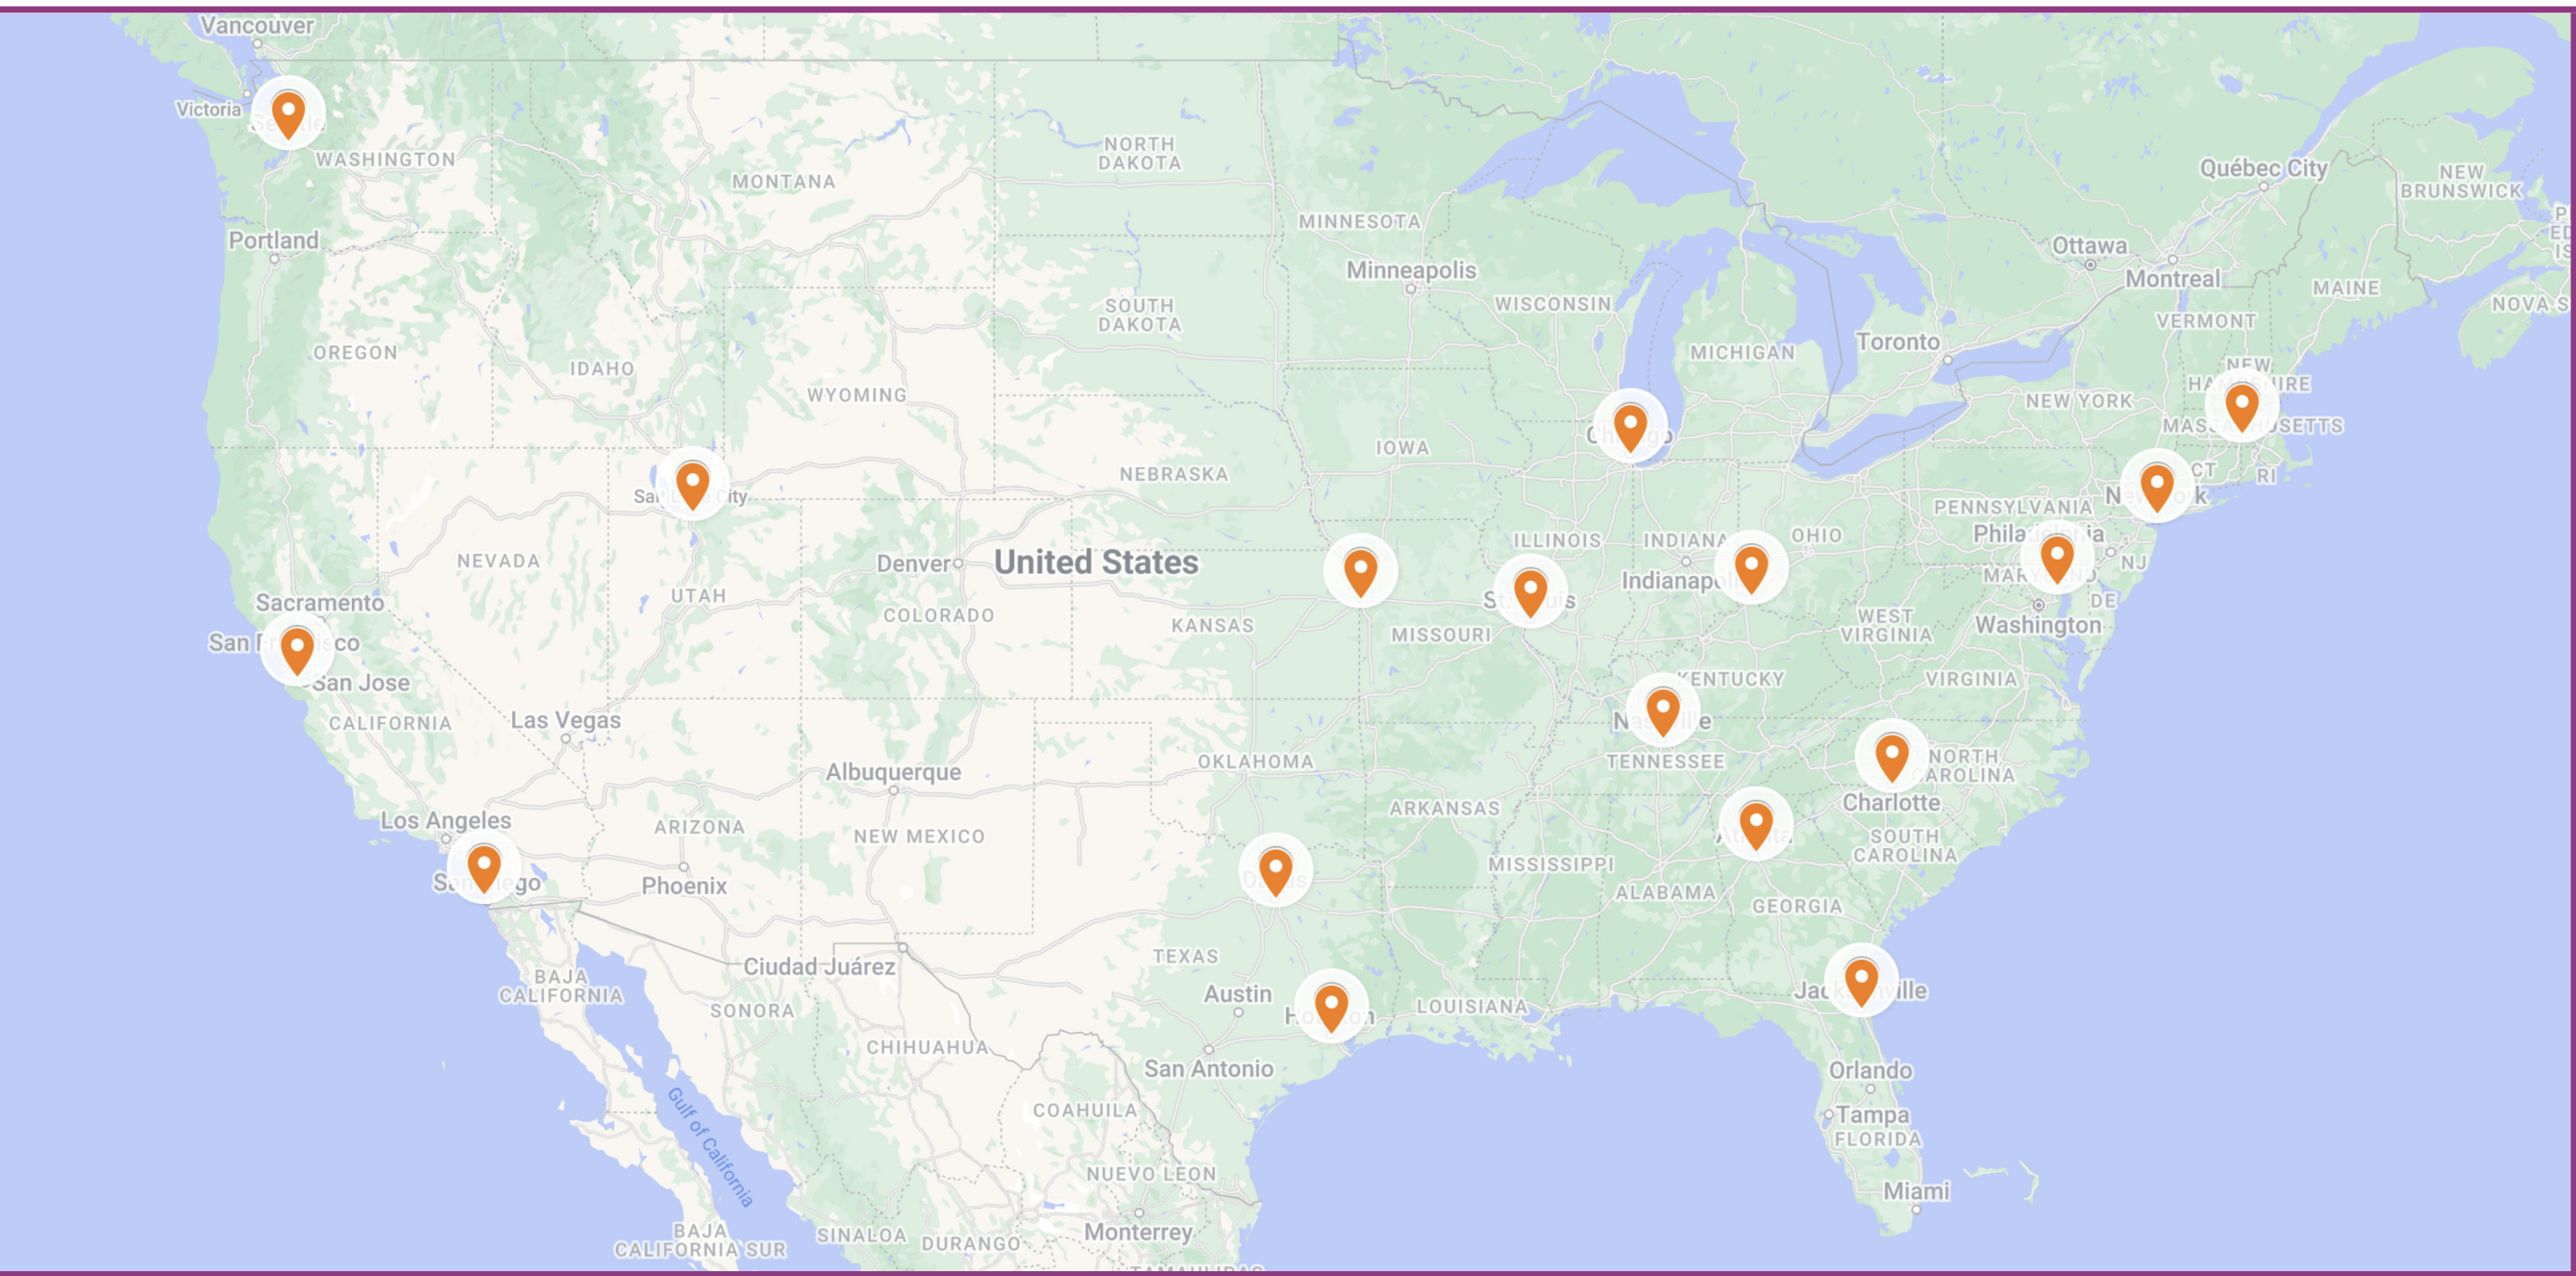 Vancouver
Victoria
WASHINGTON
MONTANA
NORTH
DAKOTA
MINNESOTA
Québec City
NEW
BRUNSWICK
Portland
Minneapolis
Ottawa
Montreal
MAINE
NOVA S
SOUTH
DAKOTA
WISCONSIN
VERMONT
OREGON
IDAHO
MICHIGAN
Toronto
WYOMING
NEW
NEW YORK
IOWA
NEBRASKA
CT
RI
PENNSYLVANIA
NEVADA
Denver
United States
ILLINOIS
INDIANA
OHIO
NJ
UTAH
COLORADO
Sacramento
DE
KANSAS
MISSOURI
WEST
VIRGINIA
Washington
San Jose
KENTUCKY
VIRGINIA
CALIFORNIA
Las Vegas
OKLAHOMA
TENNESSEE
NORTH
CAROLINA
Albuquerque
Charlotte
Los Angeles
ARIZONA
NEW MEXICO
ARKANSAS
SOUTH
CAROLINA
MISSISSIPPI
Phoenix
ALABAMA
GEORGIA
TEXAS
Ciudad Juárez
BAJA
CALIFORNIA
SONORA
Austin
LOUISIANA
CHIHUAHUA
San Antonio
Orlando
Gulf of California
COAHUILA
Tampa
FLORIDA
NUEVO LEON
Miami
BAJA
CALIFORNIA SUR
SINALOA
DURANGO
Monterrey